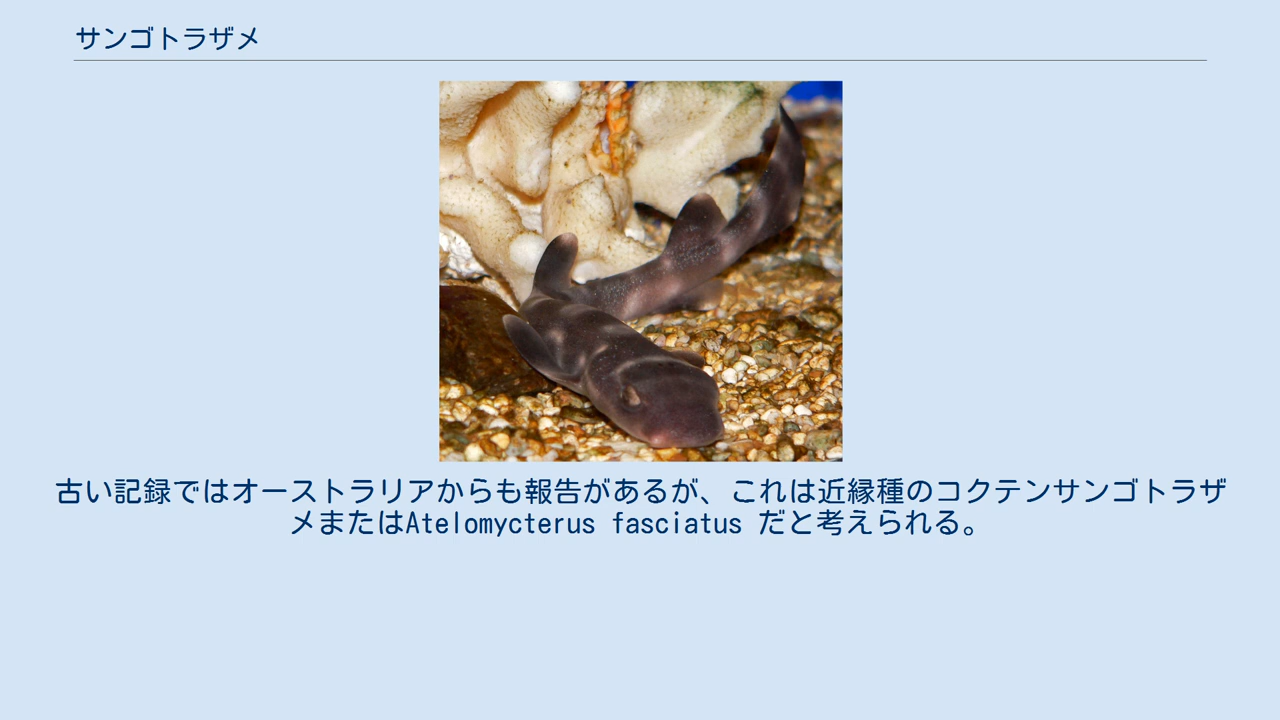 サンゴトラザメ
古い記録ではオーストラリアからも報告があるが、これは近縁種のコクテンサンゴトラザ
メまたはAtelomycterus fasciatus だと考えられる。